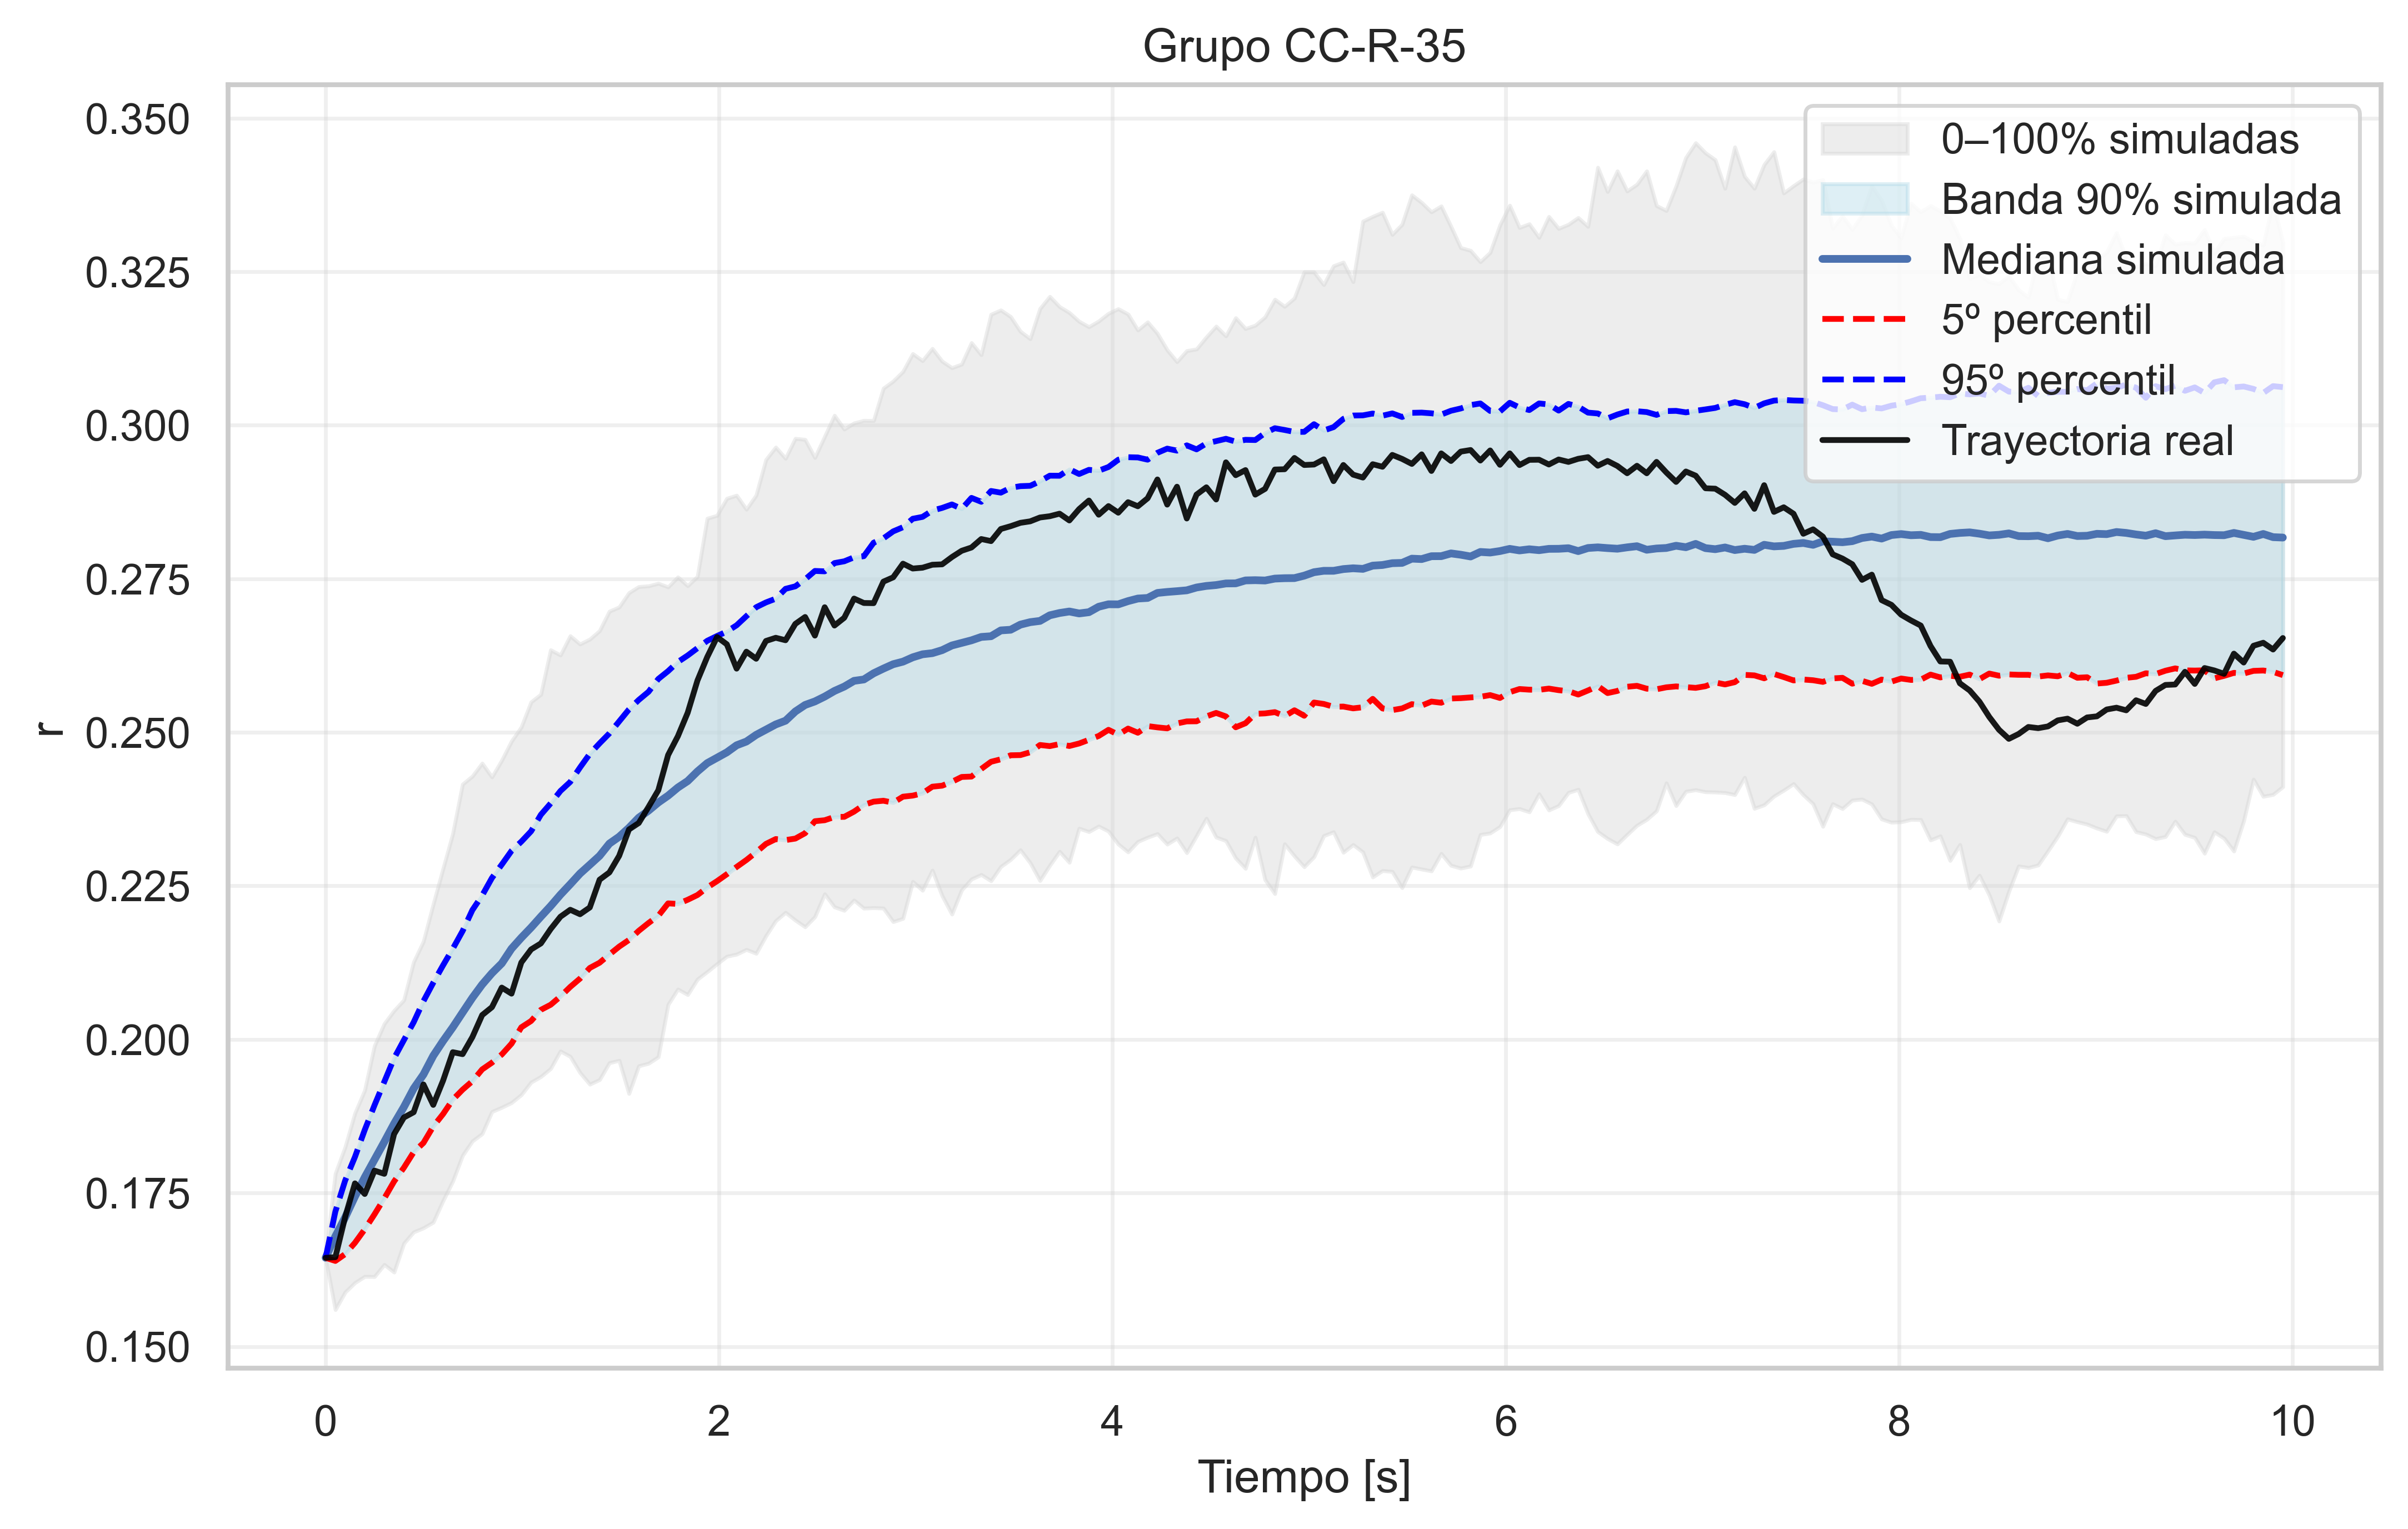 Grupo CC-R-35
0.350
0.325
0.300
0.275
0.250
0.225
0.200
0.175
0.150
r
0–100% simuladas
Banda 90% simulada
Mediana simulada
5º percentil
95º percentil
Trayectoria real
0 2 4 6 8 10
Tiempo [s]